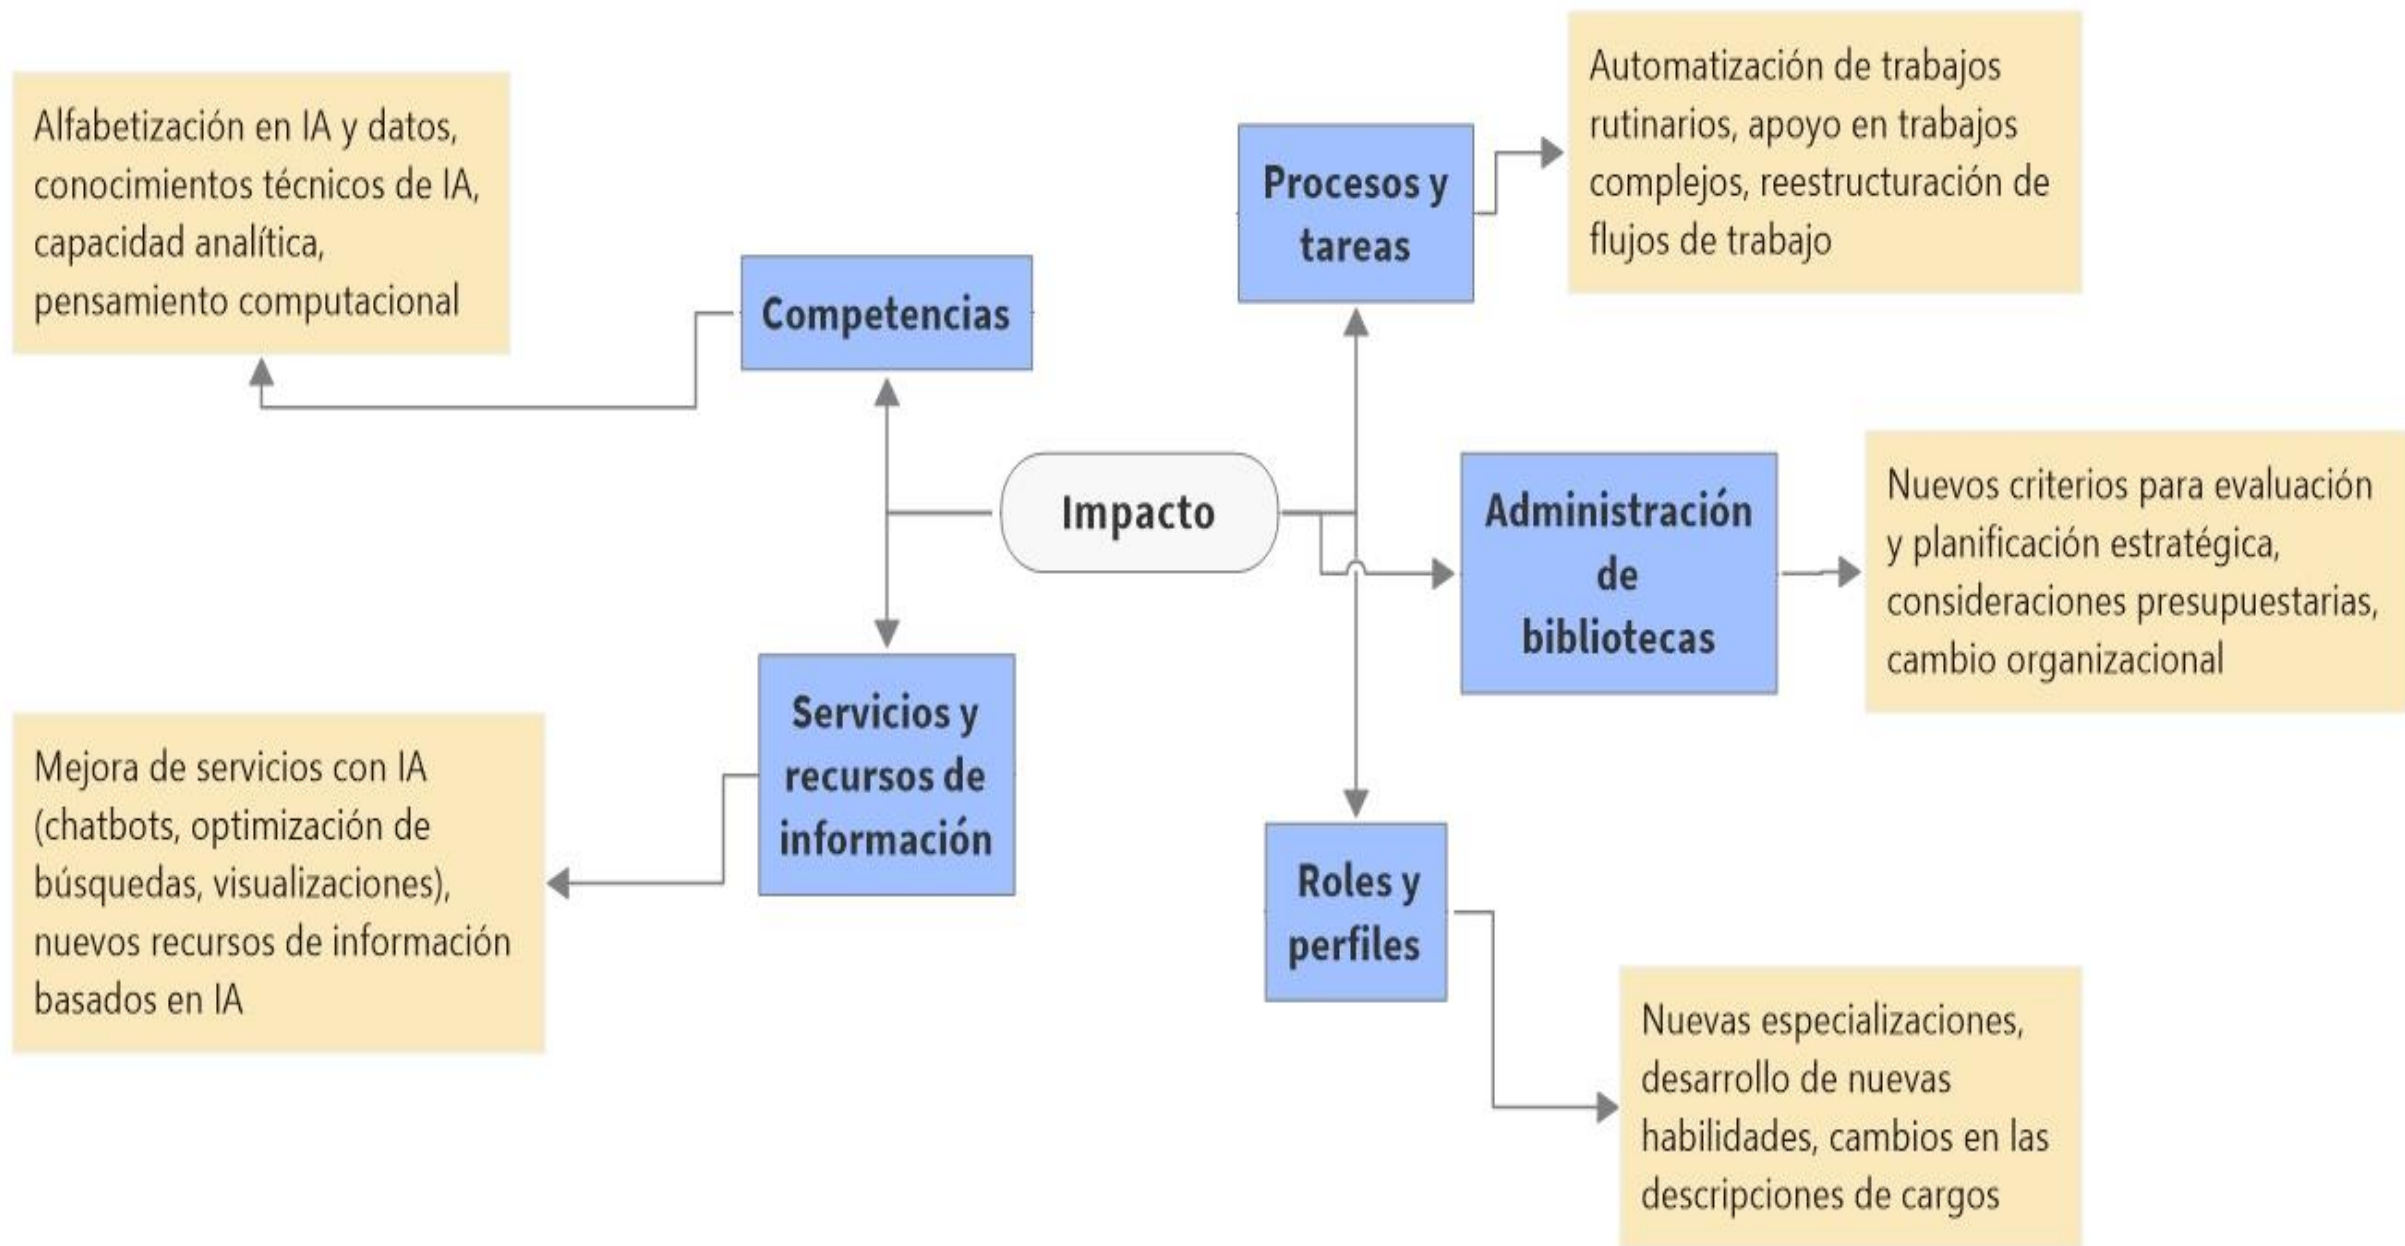 Alfabetización en IA y datos,
conocimientos técnicos de IA,
capacidad analítica,
pensamiento computacional
Competencias
Procesos y
tareas
Automatización de trabajos
rutinarios, apoyo en trabajos
complejos, reestructuración de
flujos de trabajo
Impacto
Administración
de
bibliotecas
Nuevos criterios para evaluación
y planificación estratégica,
consideraciones presupuestarias,
cambio organizacional
Servicios y
recursos de
información
Mejora de servicios con IA
(chatbots, optimización de
búsquedas, visualizaciones),
nuevos recursos de información
basados en IA
Roles y
perfiles
Nuevas especializaciones,
desarrollo de nuevas
habilidades, cambios en las
descripciones de cargos